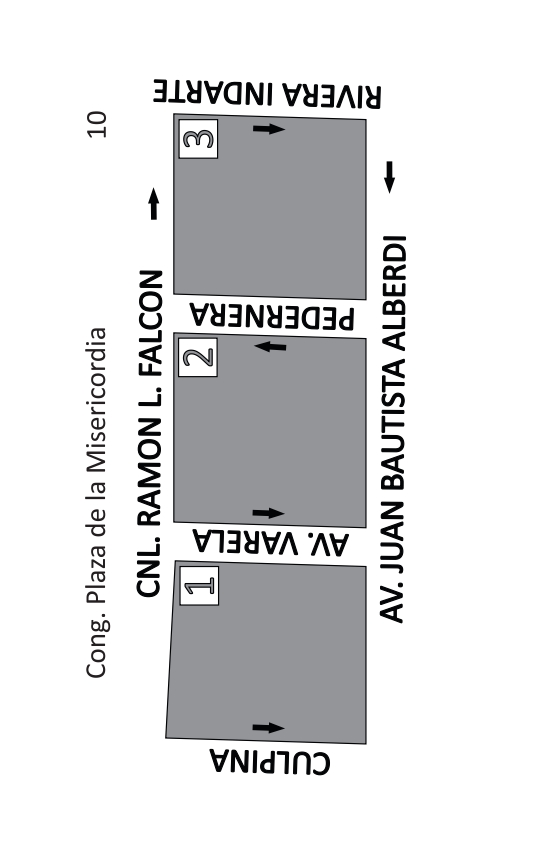 Cong. Plaza de la Misericordia 10
CNL. RAMON L. FALCON
1
2
3
CULPINA
AV. VARELA
PEDERNERA
RIVERA INDARTE
AV. JUAN BAUTISTA ALBERDI